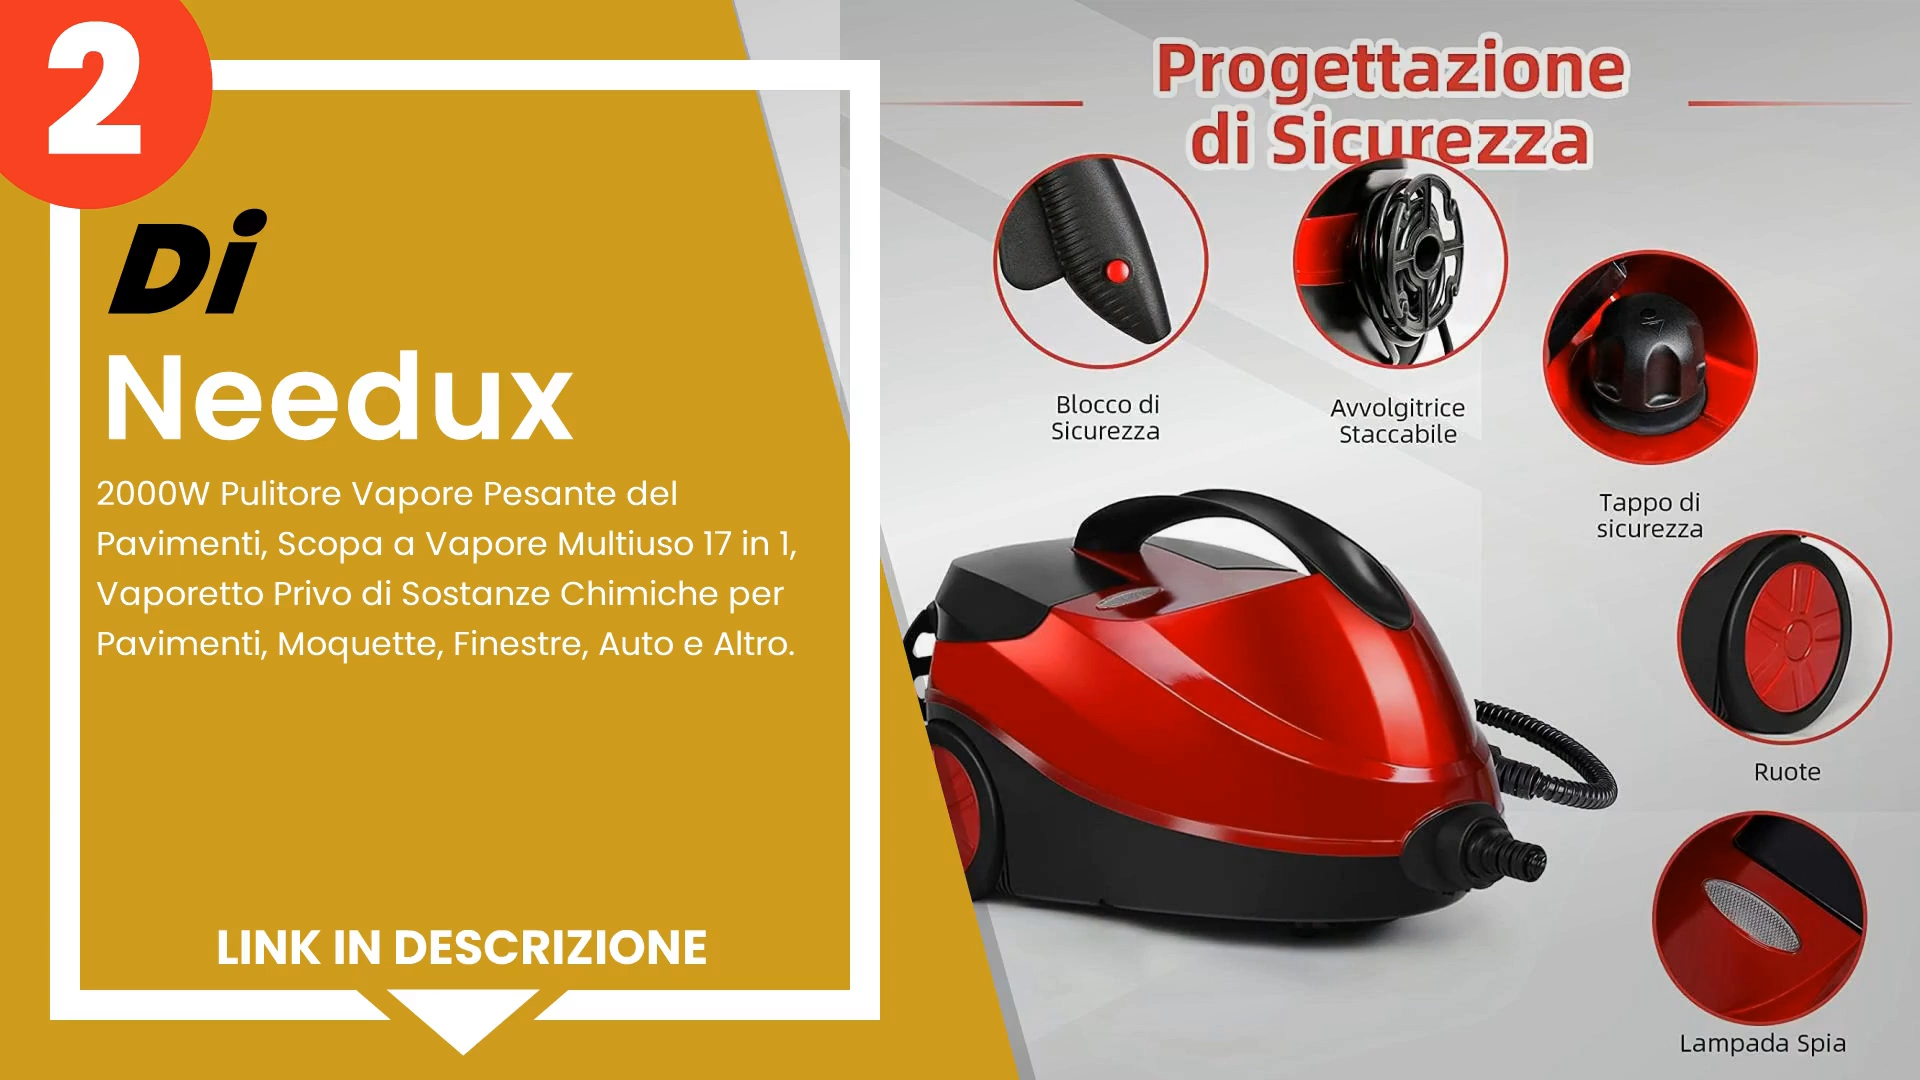 2
Di
Needux
2000W Pulitore Vapore Pesante del
Pavimenti, Scopa a Vapore Multiuso 17 in 1,
Vaporetto Privo di Sostanze Chimiche per
Pavimenti, Moquette, Finestre, Auto e Altro.
LINK IN DESCRIZIONE
Progettazione
di Sicurezza
Blocco di
Sicurezza
Avvolgitrice
Staccabile
Tappo di
sicurezza
Ruote
Lampada Spia